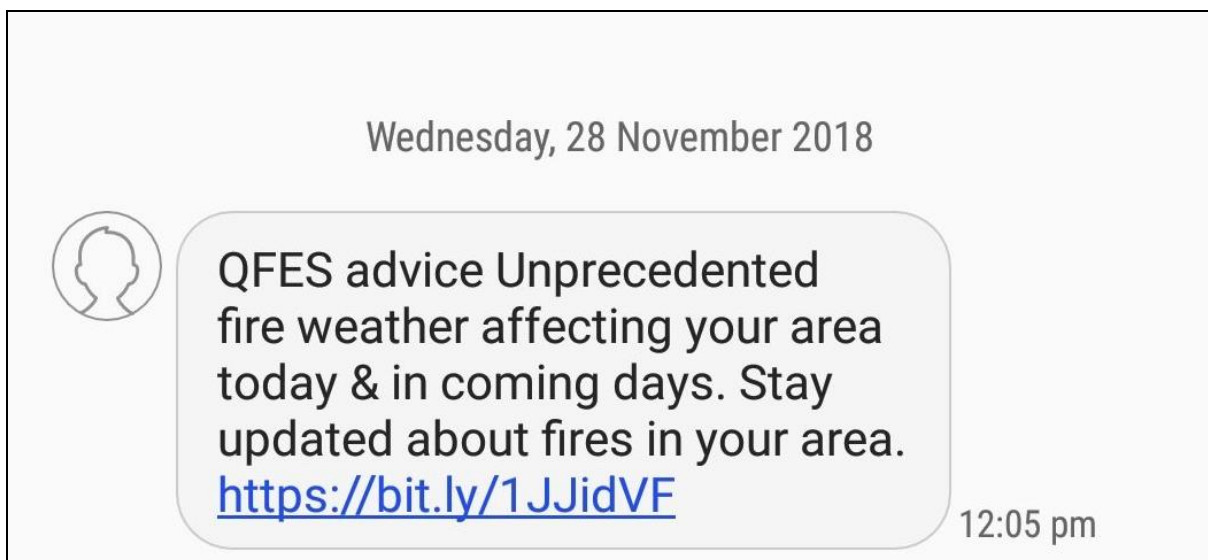 Wednesday, 28 November 2018
QFES advice Unprecedented
fire weather affecting your area
today & in coming days. Stay
updated about fires in your area.
https://bit.ly/1JJidVF
12:05 pm